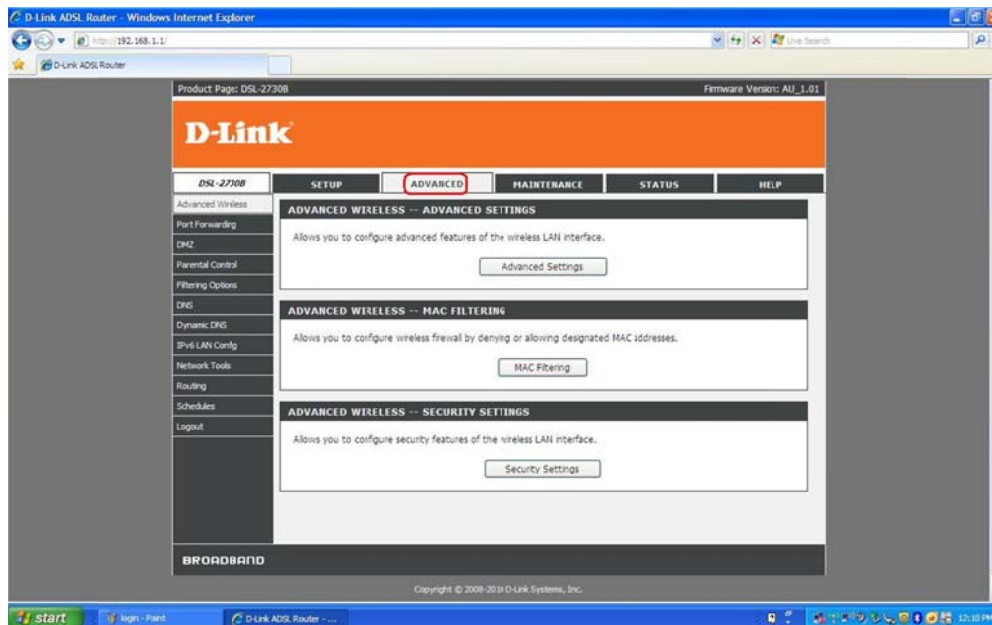 D-Link ADSL Router - Windows Internet Explorer
http://192.168.1.1/
Live Search
D-Link ADSL Router
Product Page: DSL-2730B
Firmware Version: AU_1.01
D-Link
DSL-2730B
SETUP
ADVANCED
MAINTENANCE
STATUS
HELP
Advanced Wireless
Port Forwarding
DMZ
Parental Control
Filtering Options
DNS
Dynamic DNS
IPv6 LAN Config
Network Tools
Routing
Schedules
Logout
ADVANCED WIRELESS -- ADVANCED SETTINGS
Allows you to configure advanced features of the wireless LAN interface.
Advanced Settings
ADVANCED WIRELESS -- MAC FILTERING
Allows you to configure wireless firewall by denying or allowing designated MAC addresses.
MAC Filtering
ADVANCED WIRELESS -- SECURITY SETTINGS
Allows you to configure security features of the wireless LAN interface.
Security Settings
BROADBAND
Copyright © 2008- D-Link Systems, Inc.
start
login - Paint
D-Link ADSL Router - ...
12:10 PM